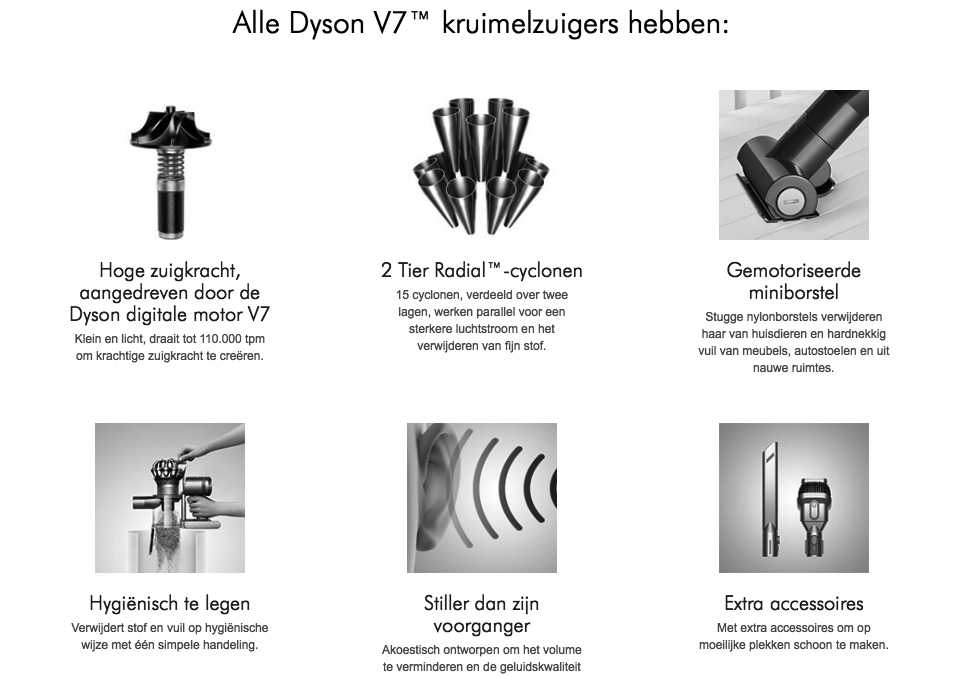 Alle Dyson V7™ kruimelzuigers hebben:
Hoge zuigkracht,
aangedreven door de
Dyson digitale motor V7
Klein en licht, draait tot 110.000 tpm
om krachtige zuigkracht te creëren.
2 Tier Radial™-cyclonen
15 cyclonen, verdeeld over twee
lagen, werken parallel voor een
sterkere luchtstroom en het
verwijderen van fijn stof.
Gemotoriseerde
miniborstel
Stugge nylonborstels verwijderen
haar van huisdieren en hardnekkig
vuil van meubels, autostoelen en uit
nauwe ruimtes.
Hygiënisch te legen
Verwijdert stof en vuil op hygiënische
wijze met één simpele handeling.
Stiller dan zijn
voorganger
Akoestisch ontworpen om het volume
te verminderen en de geluidskwaliteit
Extra accessoires
Met extra accessoires om op
moeilijke plekken schoon te maken.